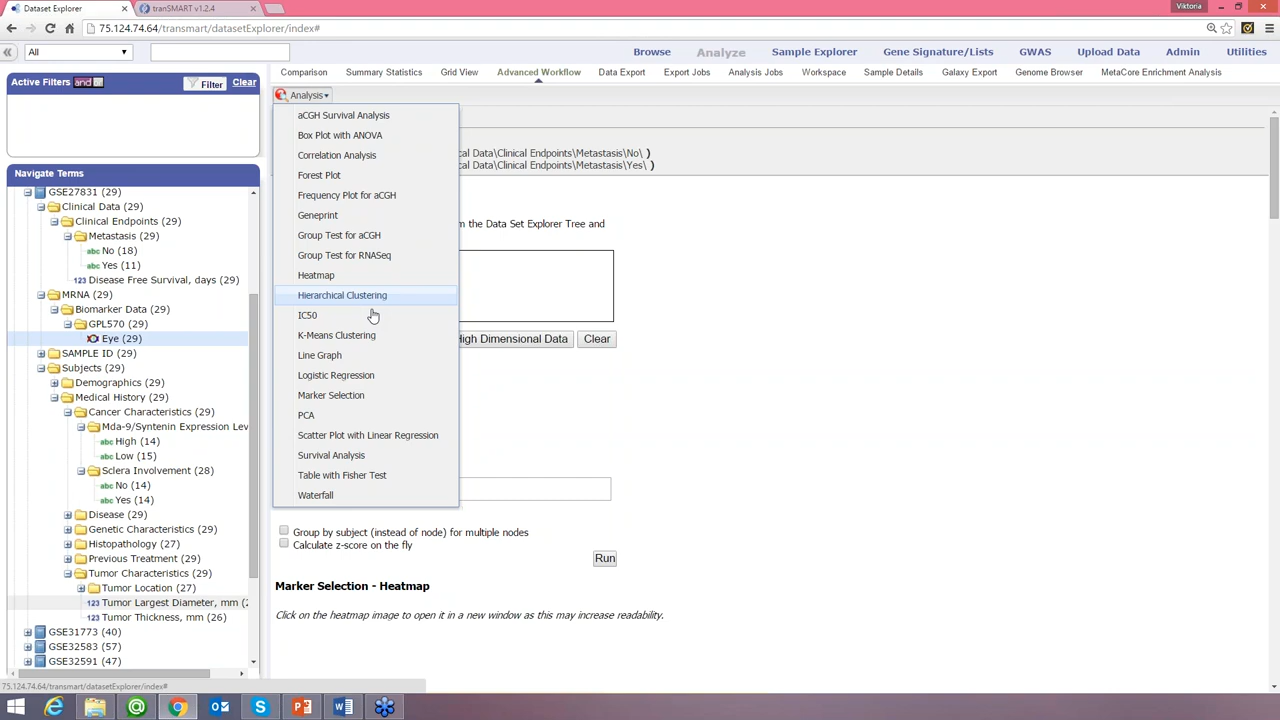 Dataset Explorer
tranSMART v1.2.4
Viktoria
75.124.74.64/transmart/datasetExplorer/index#
All
Browse Analyze Sample Explorer Gene Signature/Lists GWAS Upload Data Admin Utilities
Active Filters and Filter Clear
Comparison Summary Statistics Grid View Advanced Workflow Data Export Export Jobs Analysis Jobs Workspace Sample Details Galaxy Export Genome Browser MetaCore Enrichment Analysis
Analysis
aCGH Survival Analysis
Box Plot with ANOVA
Correlation Analysis
Forest Plot
Frequency Plot for aCGH
Geneprint
Group Test for aCGH
Group Test for RNASeq
Heatmap
Hierarchical Clustering
IC50
K-Means Clustering
Line Graph
Logistic Regression
Marker Selection
PCA
Scatter Plot with Linear Regression
Survival Analysis
Table with Fisher Test
Waterfall
cal Data\Clinical Endpoints\Metastasis\No\ )
cal Data\Clinical Endpoints\Metastasis\Yes\ )
m the Data Set Explorer Tree and
High Dimensional Data Clear
Group by subject (instead of node) for multiple nodes
Calculate z-score on the fly
Run
Marker Selection - Heatmap
Click on the heatmap image to open it in a new window as this may increase readability.
Navigate Terms
GSE27831 (29)
Clinical Data (29)
Clinical Endpoints (29)
Metastasis (29)
abc No (18)
abc Yes (11)
123 Disease Free Survival, days (29)
MRNA (29)
Biomarker Data (29)
GPL570 (29)
Eye (29)
SAMPLE ID (29)
Subjects (29)
Demographics (29)
Medical History (29)
Cancer Characteristics (29)
Mda-9/Syntenin Expression Lev
abc High (14)
abc Low (15)
Sclera Involvement (28)
abc No (14)
abc Yes (14)
Disease (29)
Genetic Characteristics (29)
Histopathology (27)
Previous Treatment (29)
Tumor Characteristics (29)
Tumor Location (27)
123 Tumor Largest Diameter, mm (2
123 Tumor Thickness, mm (26)
GSE31773 (40)
GSE32583 (57)
GSE32591 (47)
75.124.74.64/transmart/datasetExplorer/index#